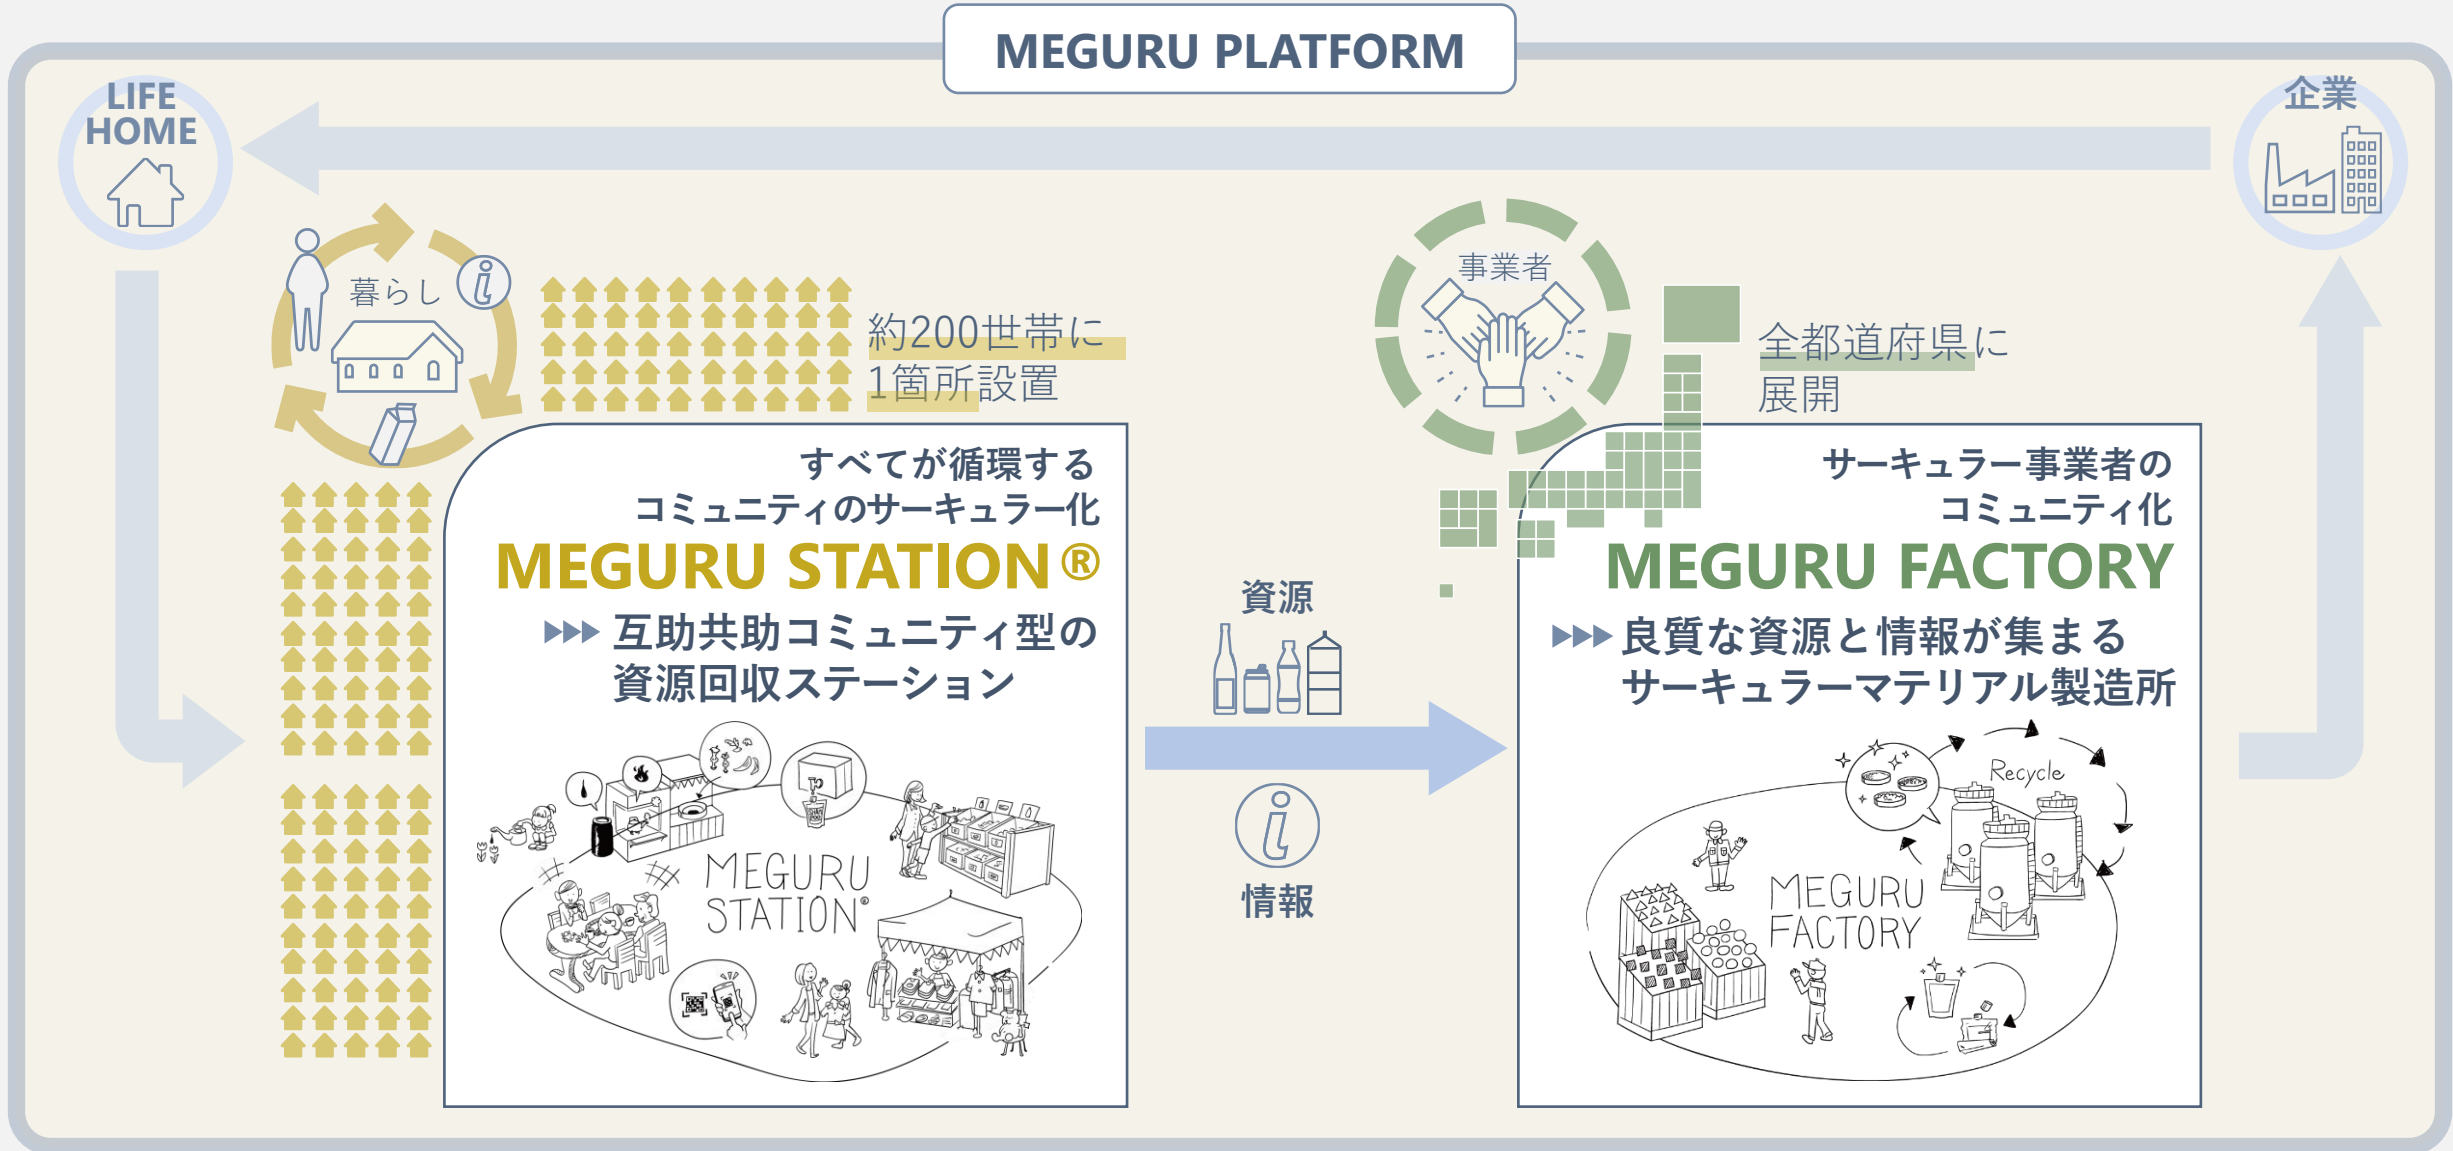 MEGURU PLATFORM
LIFE
HOME
企業
暮らし
約200世帯に
1箇所設置
事業者
全都道府県に
展開
すべてが循環する
コミュニティのサーキュラー化
MEGURU STATION®
互助共助コミュニティ型の
資源回収ステーション
MEGURU
STATION®
資源
情報
サーキュラー事業者の
コミュニティ化
MEGURU FACTORY
良質な資源と情報が集まる
サーキュラーマテリアル製造所
Recycle
MEGURU
FACTORY